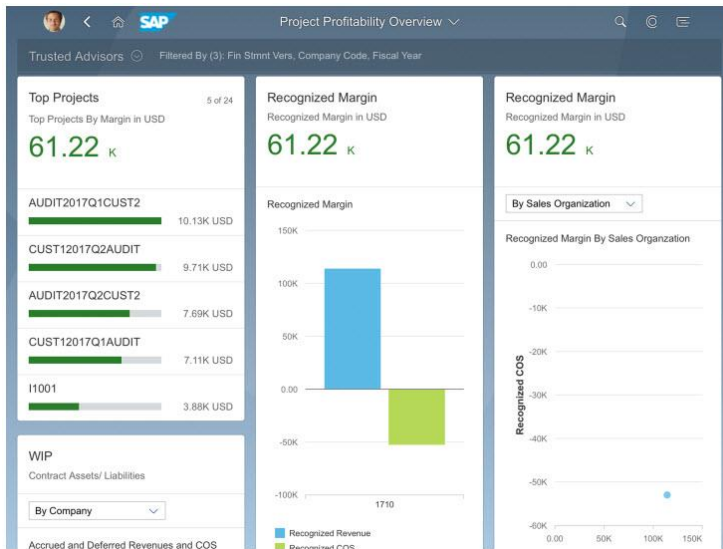 SAP
Project Profitability Overview
Trusted Advisors
Filtered By (3): Fin Stmnt Vers, Company Code, Fiscal Year
Top Projects
5 of 24
Top Projects By Margin in USD
61.22 K
AUDIT2017Q1CUST2
10.13K USD
CUST12017Q2AUDIT
9.71K USD
AUDIT2017Q2CUST2
7.69K USD
CUST12017Q1AUDIT
7.11K USD
I1001
3.88K USD
WIP
Contract Assets/ Liabilities
By Company
Accrued and Deferred Revenues and COS
Recognized Margin
Recognized Margin in USD
61.22 K
Recognized Margin
150K
100K
50K
0.00
-50K
-100K
1710
Recognized Revenue
Recognized COS
Recognized Margin
Recognized Margin in USD
61.22 K
By Sales Organization
Recognized Margin By Sales Organzation
Recognized COS
0.00
-10K
-20K
-30K
-40K
-50K
-60K
0.00 50K 100K 150K